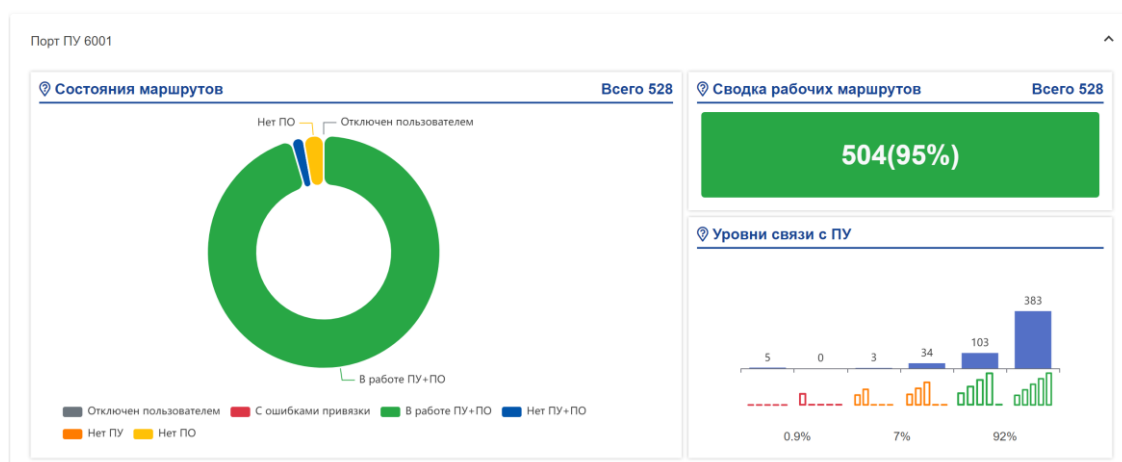 Порт ПУ 6001
Состояния маршрутов Всего 528
Нет ПО Отключен пользователем
В работе ПУ+ПО
Отключен пользователем С ошибками привязки В работе ПУ+ПО Нет ПУ+ПО
Нет ПУ Нет ПО
Сводка рабочих маршрутов Всего 528
504(95%)
Уровни связи с ПУ
5 0 3 34 103 383
0.9% 7% 92%